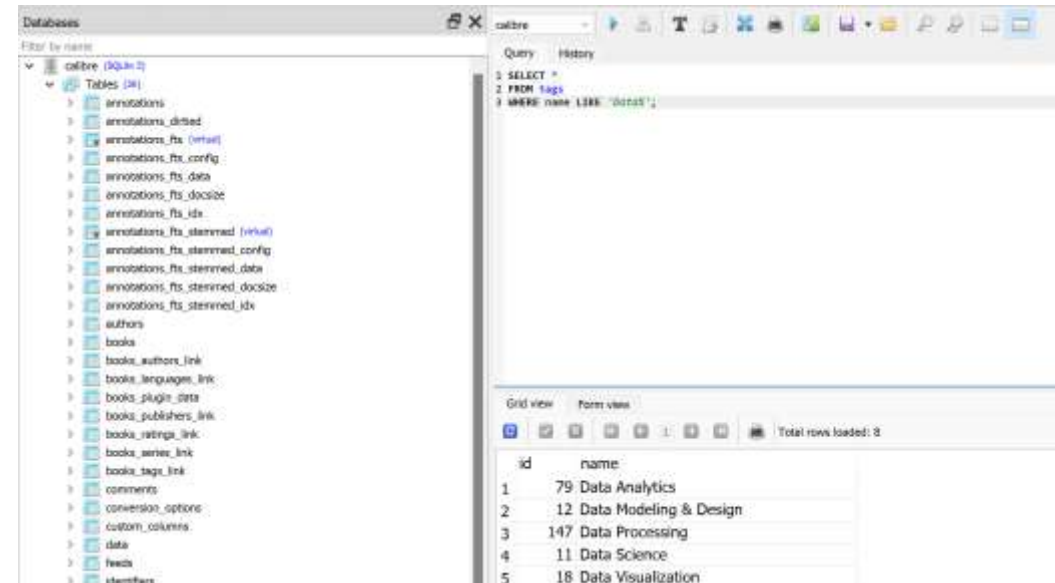 Databases
Filter by name
calibre (SQLite 3)
Tables
annotations
annotations_dirtied
annotations_fts (virtual)
annotations_fts_config
annotations_fts_data
annotations_fts_docsize
annotations_fts_idx
annotations_fts_stemmed (virtual)
annotations_fts_stemmed_config
annotations_fts_stemmed_data
annotations_fts_stemmed_docsize
annotations_fts_stemmed_idx
authors
books
books_authors_link
books_languages_link
books_plugin_data
books_publishers_link
books_ratings_link
books_series_link
books_tags_link
comments
conversion_options
custom_columns
data
feeds
identifiers
calibre
Query History
1 SELECT *
2 FROM tags
3 WHERE name LIKE 'data%';
Grid view Form view
1 Total rows loaded: 8
id name
1 79 Data Analytics
2 12 Data Modeling & Design
3 147 Data Processing
4 11 Data Science
5 18 Data Visualization